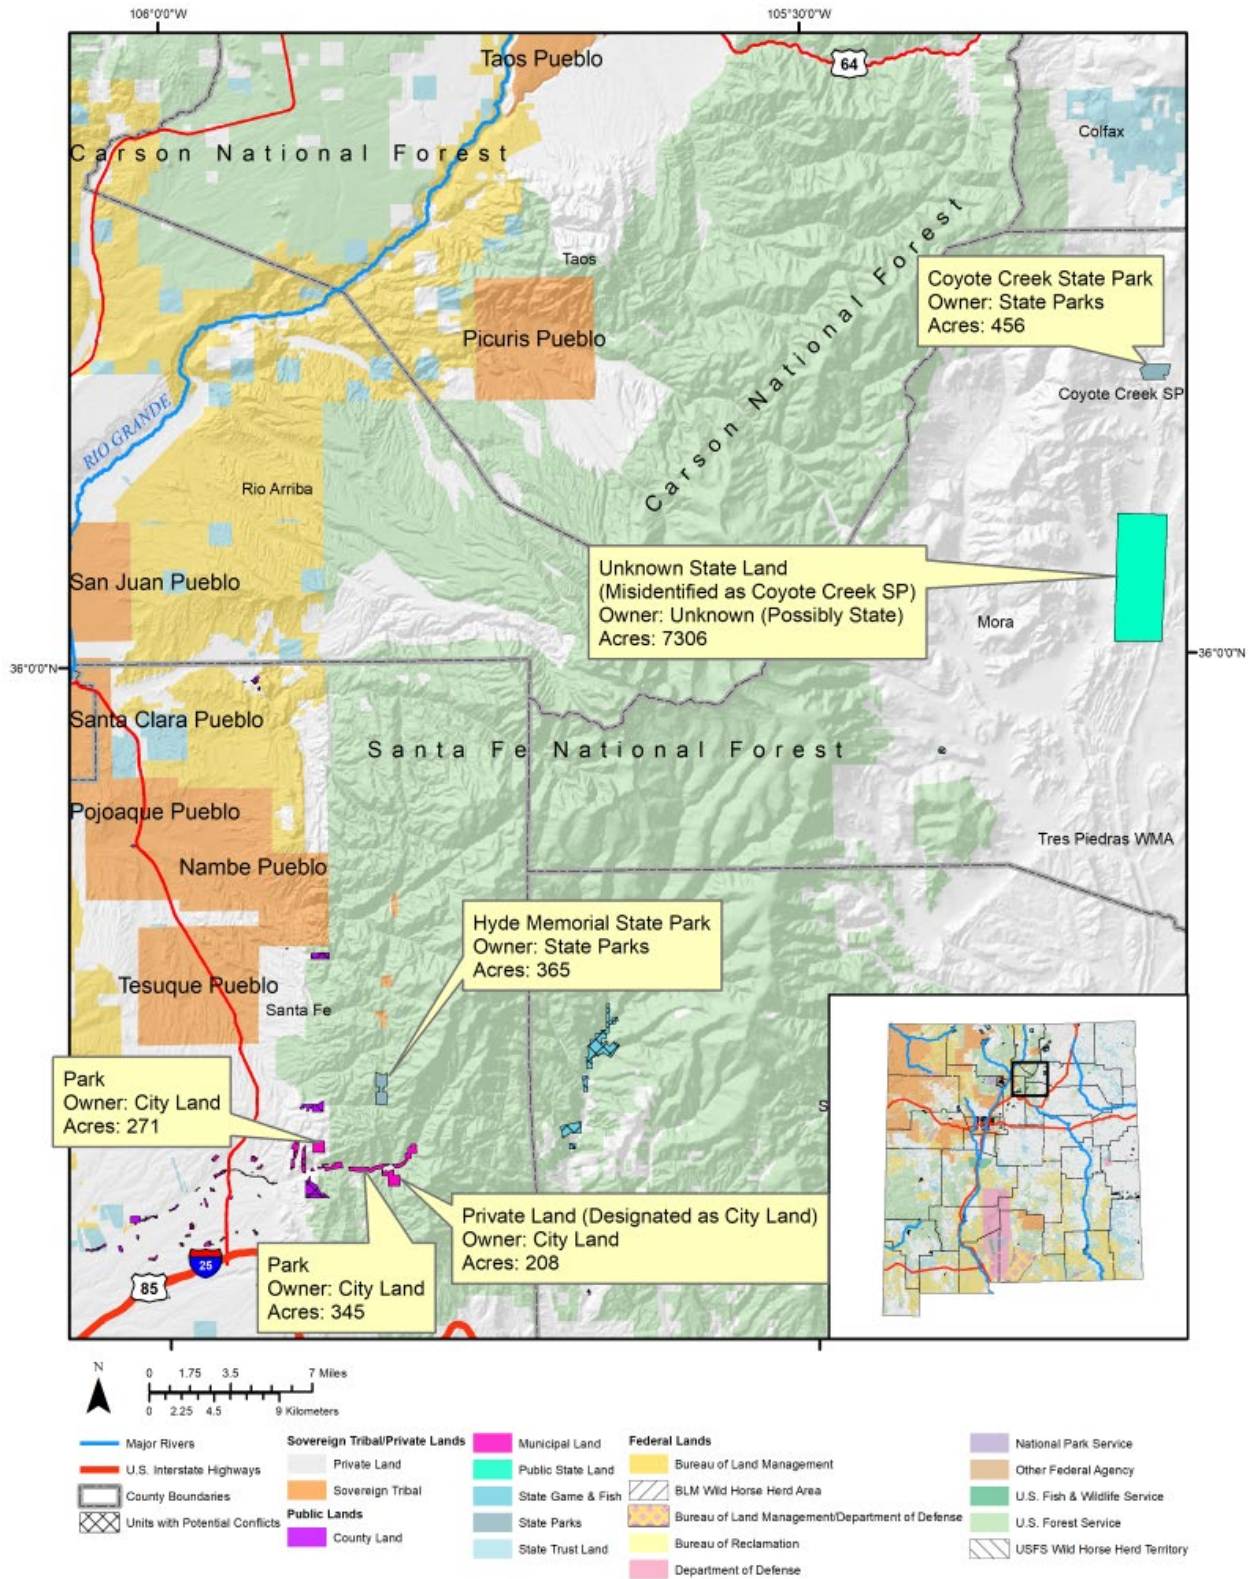 106°0'0"W
105°30'0"W
Taos Pueblo
64
Colfax
Carson National Forest
Carson National Forest
Taos
Coyote Creek State Park
Owner: State Parks
Acres: 456
Picuris Pueblo
Coyote Creek SP
RIO GRANDE
Rio Arriba
Unknown State Land
(Misidentified as Coyote Creek SP)
Owner: Unknown (Possibly State)
Acres: 7306
San Juan Pueblo
Mora
36°0'0"N
36°0'0"N
Santa Clara Pueblo
Santa Fe National Forest
Pojoaque Pueblo
Tres Piedras WMA
Nambe Pueblo
Hyde Memorial State Park
Owner: State Parks
Acres: 365
Tesuque Pueblo
Santa Fe
Park
Owner: City Land
Acres: 271
S
Private Land (Designated as City Land)
Owner: City Land
Acres: 208
Park
Owner: City Land
Acres: 345
25
85
N
0 1.75 3.5 7 Miles
0 2.25 4.5 9 Kilometers
Major Rivers
U.S. Interstate Highways
County Boundaries
Units with Potential Conflicts
Sovereign Tribal/Private Lands
Private Land
Sovereign Tribal
Public Lands
County Land
Municipal Land
Public State Land
State Game & Fish
State Parks
State Trust Land
Federal Lands
Bureau of Land Management
BLM Wild Horse Herd Area
Bureau of Land Management/Department of Defense
Bureau of Reclamation
Department of Defense
National Park Service
Other Federal Agency
U.S. Fish & Wildlife Service
U.S. Forest Service
USFS Wild Horse Herd Territory